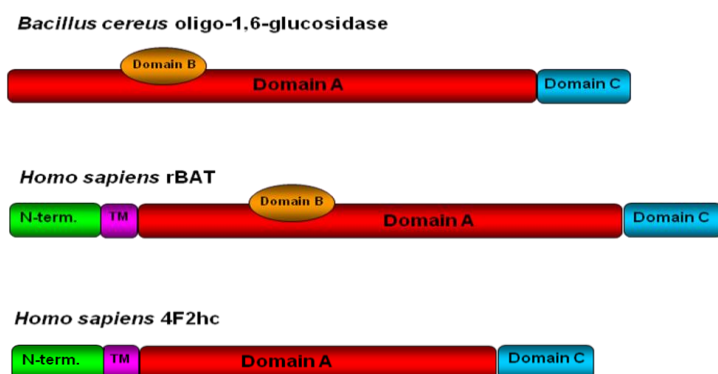 Bacillus cereus oligo-1,6-glucosidase
Domain B
Domain A
Domain C
Homo sapiens rBAT
Domain B
N-term.
TM
Domain A
Domain C
Homo sapiens 4F2hc
N-term.
TM
Domain A
Domain C